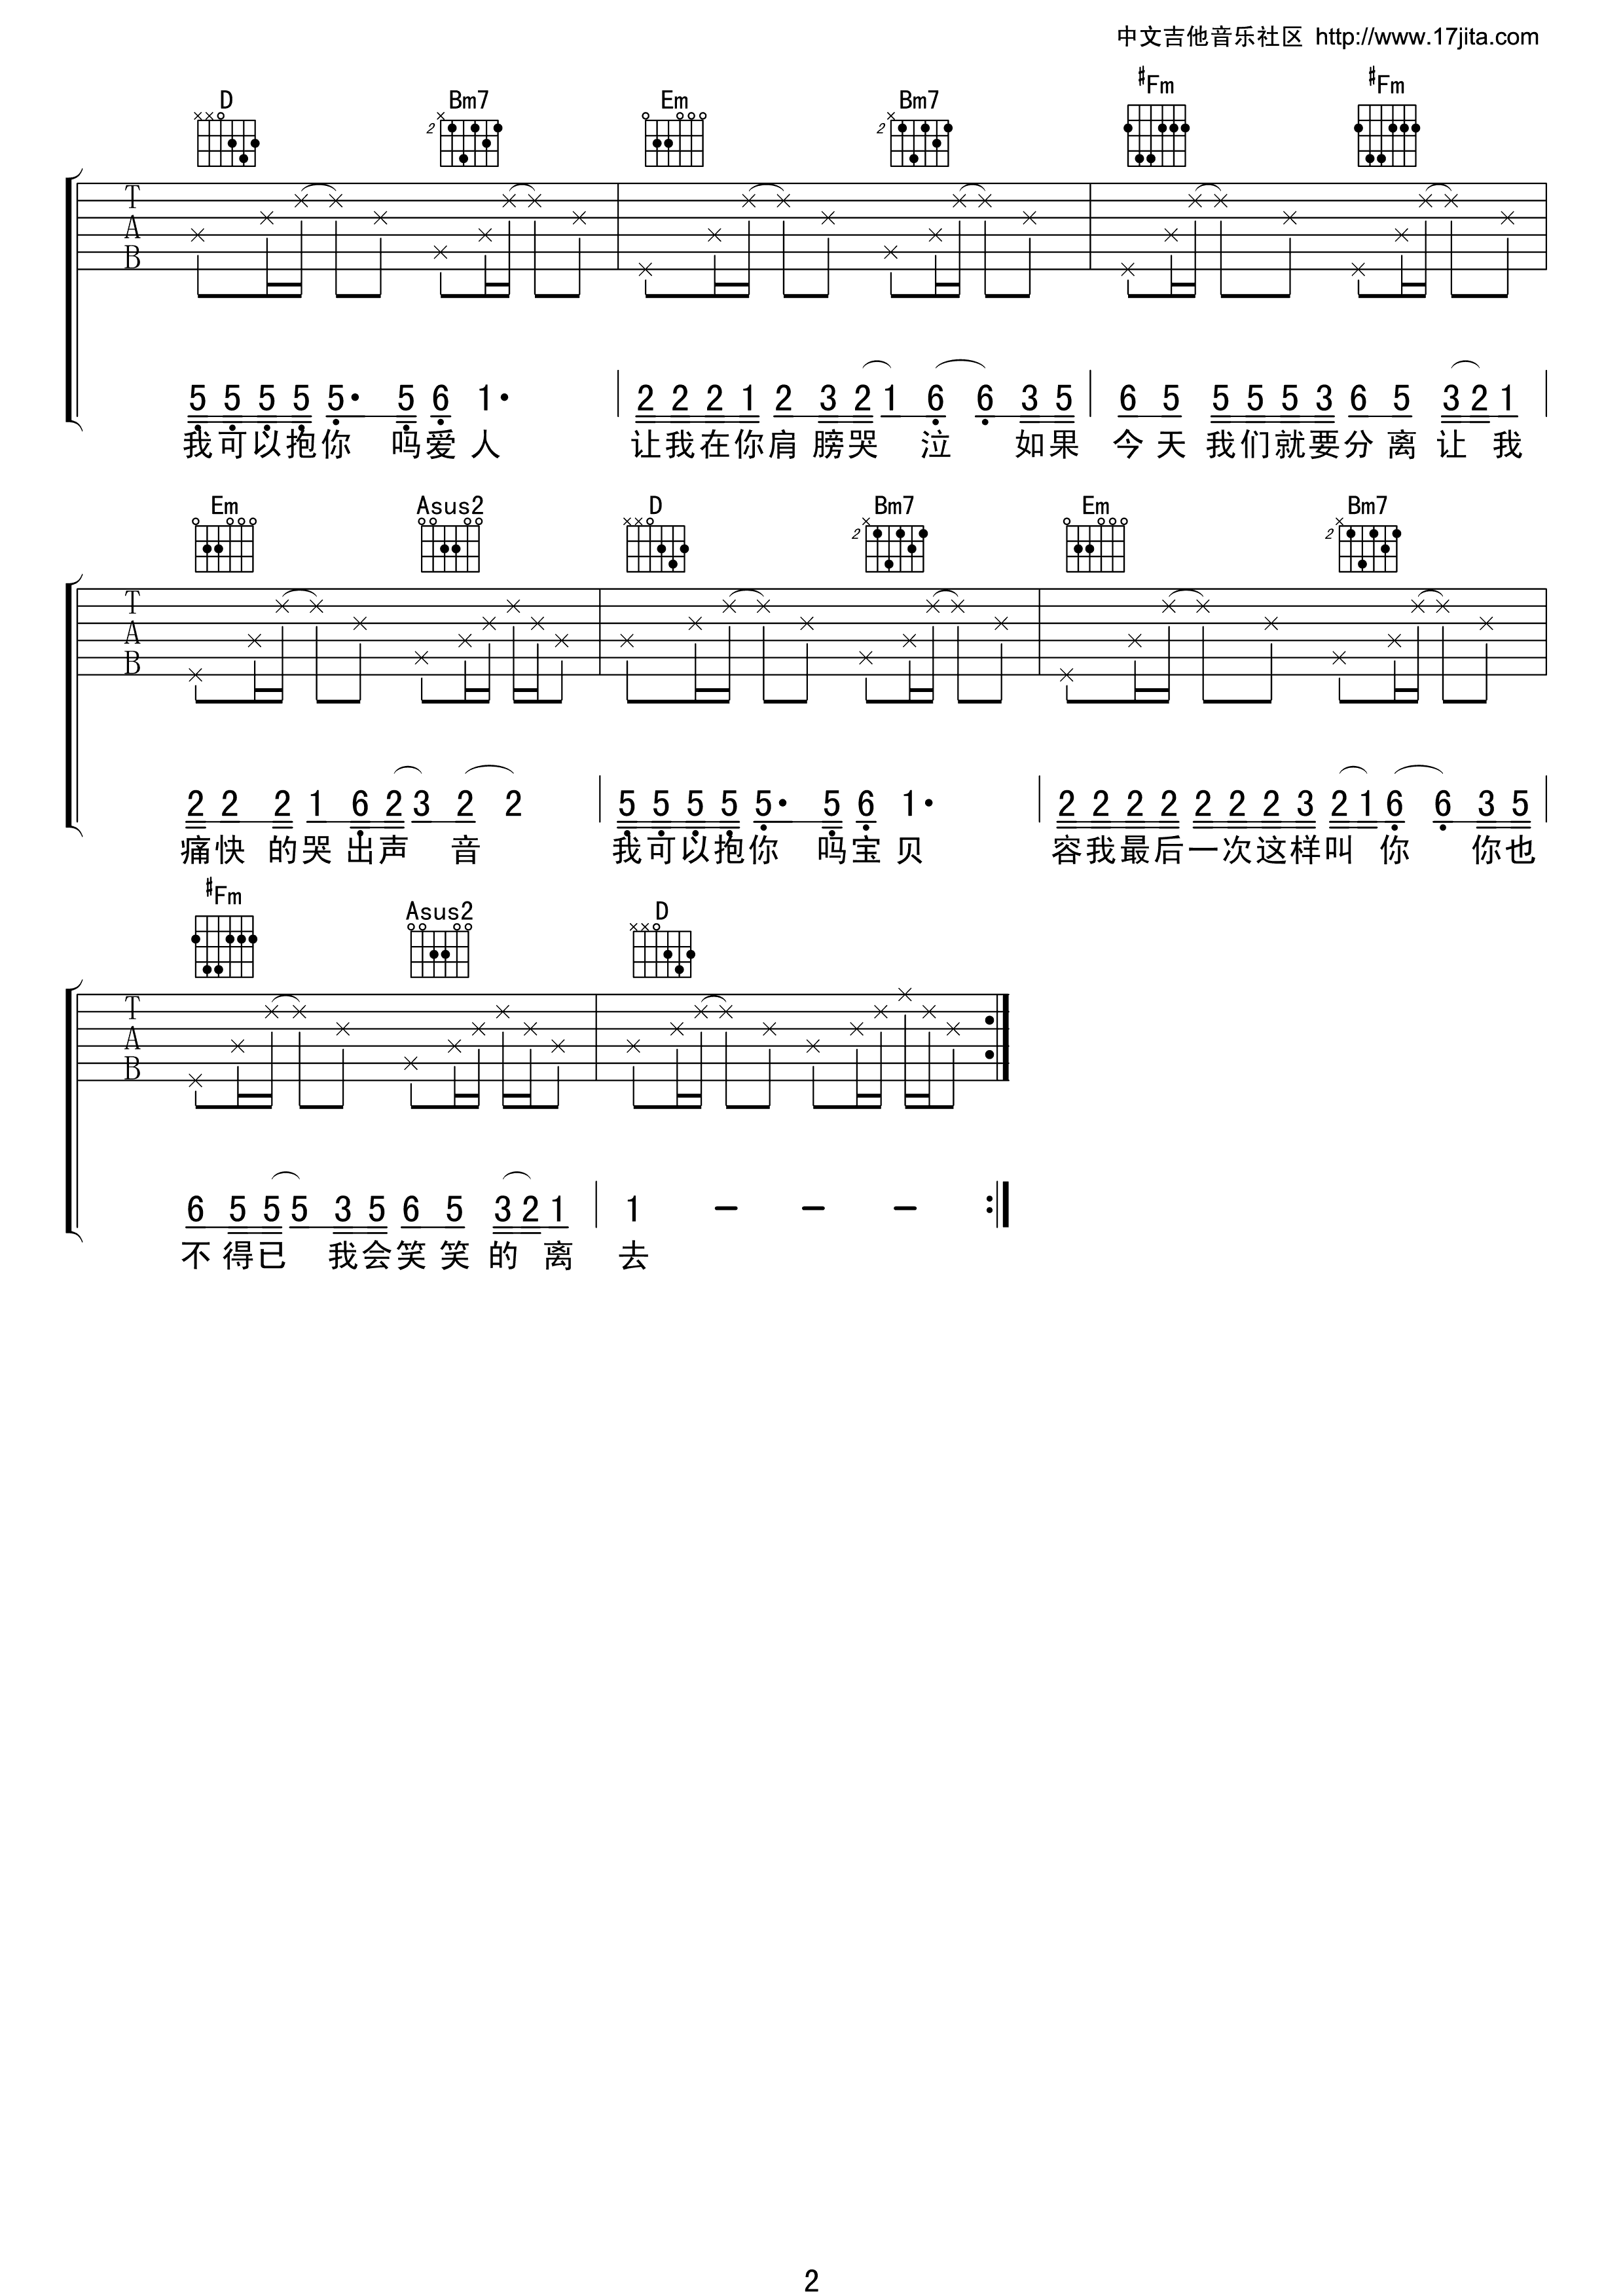 中文吉他音乐社区 http://www.17jita.com
D Bm7 Em Bm7 #Fm #Fm
2 2
T
A
B
5 5 5 5 5· 5 6 1· 2 2 2 1 2 3 2 1 6 6 3 5 6 5 5 5 5 3 6 5 3 2 1
我可以抱你 吗爱人 让我在你肩膀哭 泣 如果 今天我们就要分离让我
Em Asus2 D Bm7 Em Bm7
2 2
T
A
B
2 2 2 1 6 2 3 2 2 5 5 5 5 5· 5 6 1· 2 2 2 2 2 2 2 3 2 1 6 6 3 5
痛快的哭出声 音 我可以抱你 吗宝贝 容我最后一次这样叫 你 你也
#Fm Asus2 D
T
A
B
6 5 5 5 3 5 6 5 3 2 1 1 - - -
不得已 我会笑笑的离 去
2